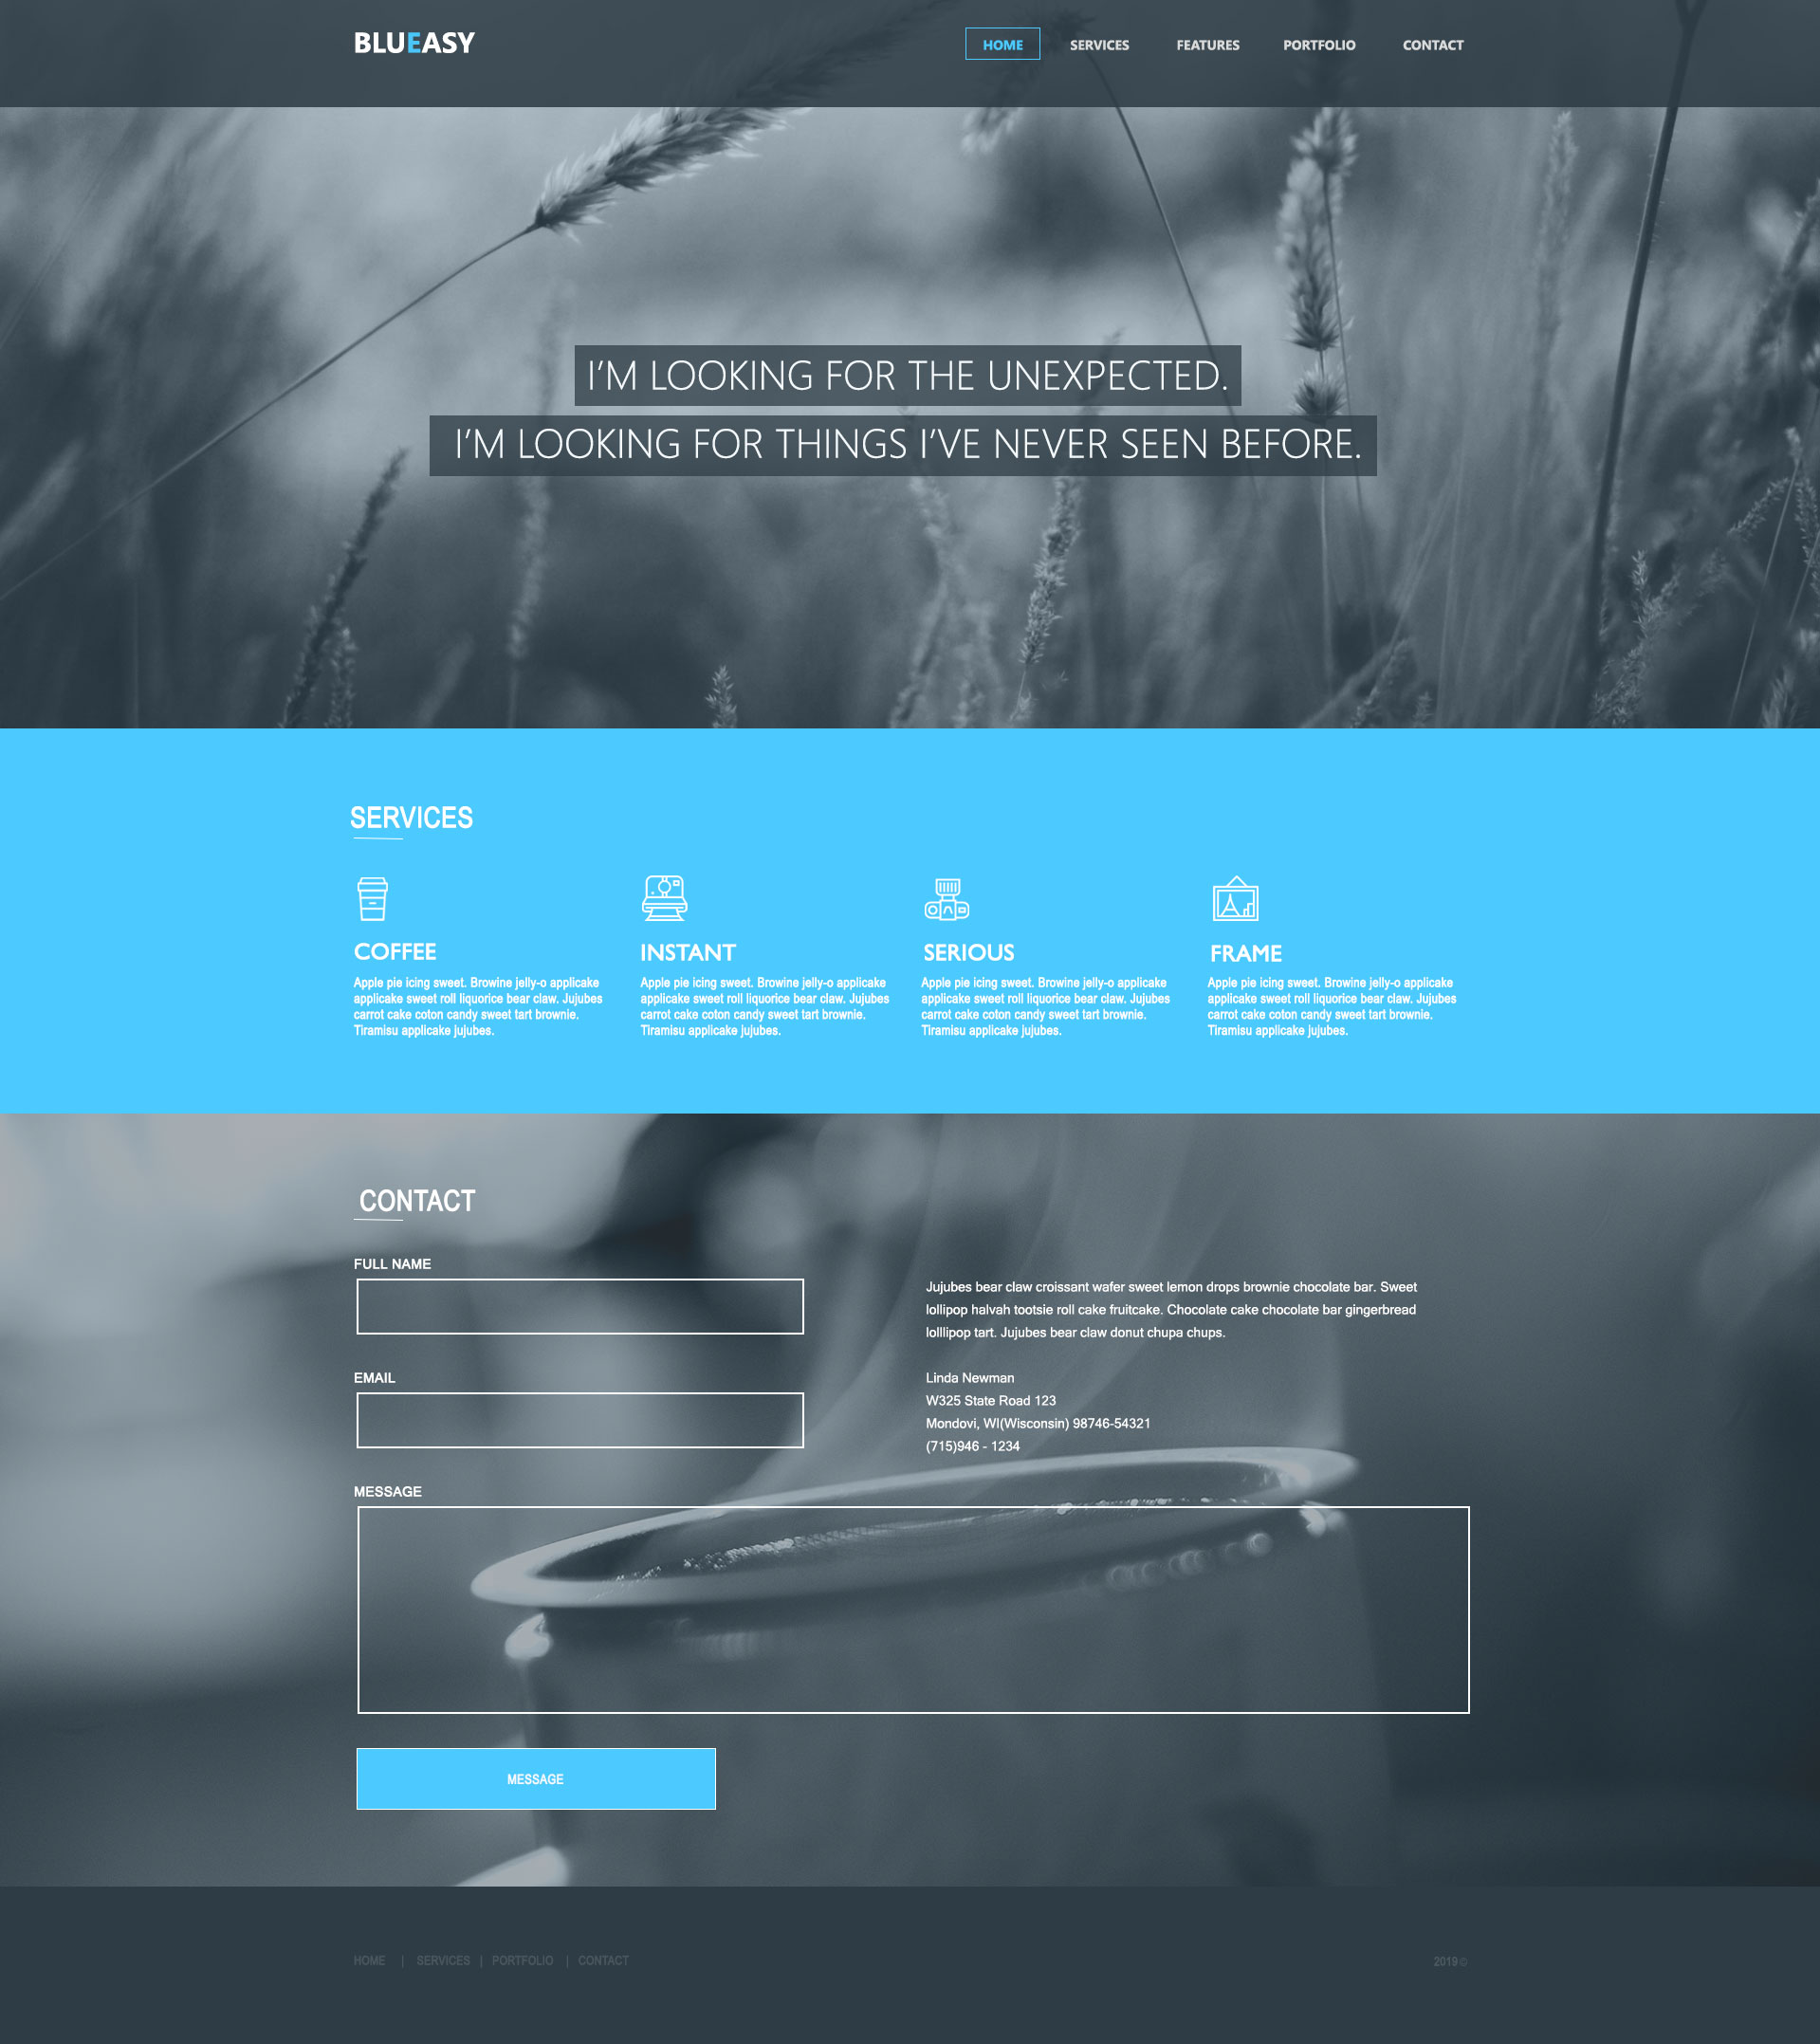 BLUEASY
HOME SERVICES FEATURES PORTFOLIO CONTACT
I'M LOOKING FOR THE UNEXPECTED.
I'M LOOKING FOR THINGS I'VE NEVER SEEN BEFORE.
SERVICES
COFFEE
Apple pie icing sweet. Browine jelly-o applicake
applicake sweet roll liquorice bear claw. Jujubes
carrot cake coton candy sweet tart brownie.
Tiramisu applicake jujubes.
INSTANT
Apple pie icing sweet. Browine jelly-o applicake
applicake sweet roll liquorice bear claw. Jujubes
carrot cake coton candy sweet tart brownie.
Tiramisu applicake jujubes.
SERIOUS
Apple pie icing sweet. Browine jelly-o applicake
applicake sweet roll liquorice bear claw. Jujubes
carrot cake coton candy sweet tart brownie.
Tiramisu applicake jujubes.
FRAME
Apple pie icing sweet. Browine jelly-o applicake
applicake sweet roll liquorice bear claw. Jujubes
carrot cake coton candy sweet tart brownie.
Tiramisu applicake jujubes.
CONTACT
FULL NAME
EMAIL
Jujubes bear claw croissant wafer sweet lemon drops brownie chocolate bar. Sweet
lollipop halvah tootsie roll cake fruitcake. Chocolate cake chocolate bar gingerbread
lolllipop tart. Jujubes bear claw donut chupa chups.
Linda Newman
W325 State Road 123
Mondovi, WI(Wisconsin) 98746-54321
(715)946 - 1234
MESSAGE
MESSAGE
HOME | SERVICES | PORTFOLIO | CONTACT
2019 ©